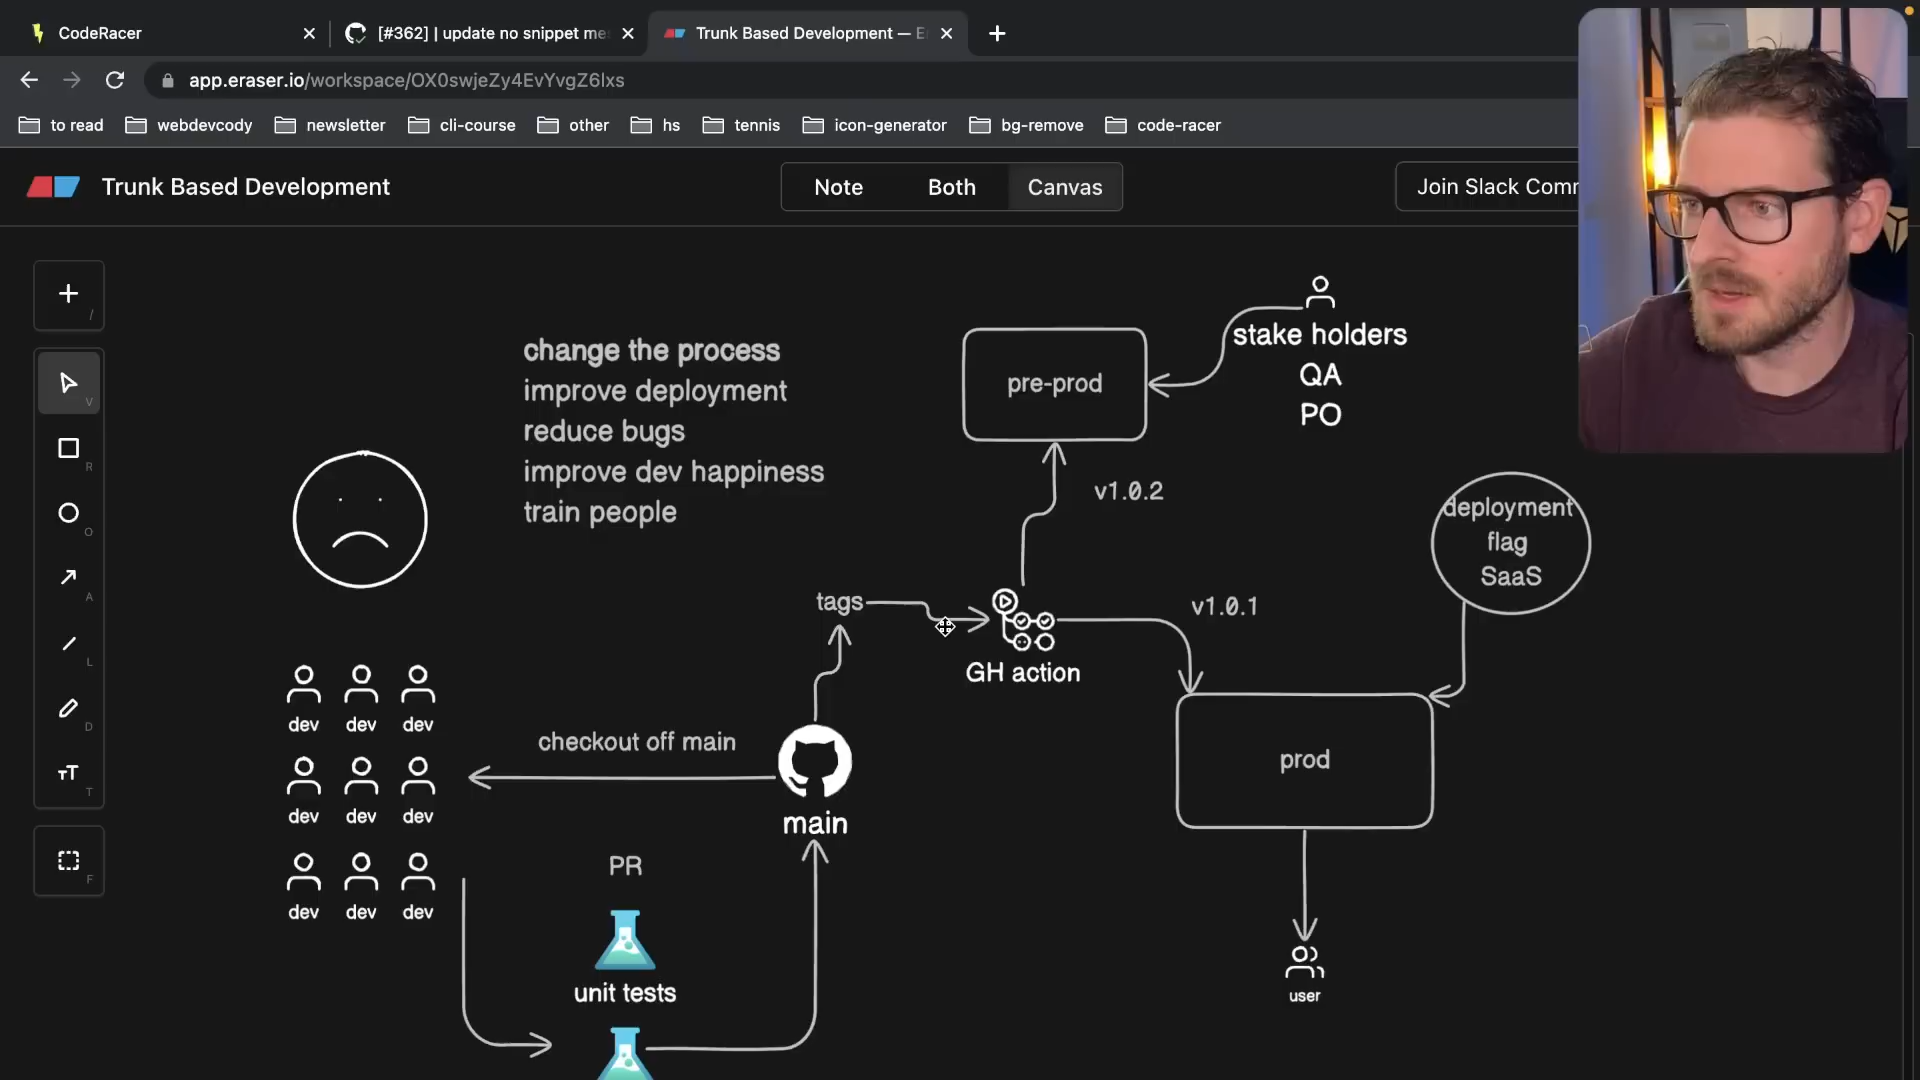 CodeRacer
[#362] | update no snippet me
Trunk Based Development — E
app.eraser.io/workspace/OX0swjeZy4EvYvgZ6lxs
to read
webdevcody
newsletter
cli-course
other
hs
tennis
icon-generator
bg-remove
code-racer
Trunk Based Development
Note
Both
Canvas
Join Slack Comm
/
V
R
O
A
L
D
T
F
change the process
improve deployment
reduce bugs
improve dev happiness
train people
pre-prod
stake holders
QA
PO
v1.0.2
deployment
flag
SaaS
tags
v1.0.1
GH action
dev dev dev
checkout off main
prod
dev dev dev
main
PR
dev dev dev
unit tests
user